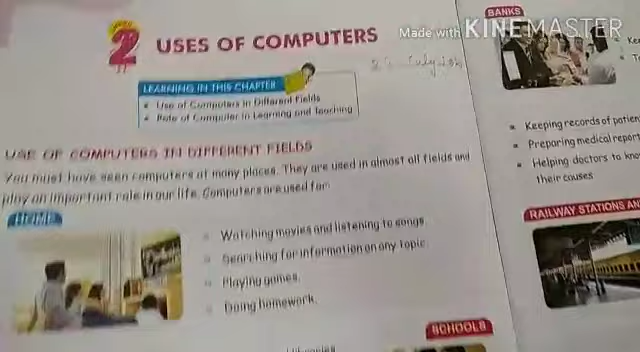 Made with KINEMASTER
2
USES OF COMPUTERS
LEARNING IN THIS CHAPTER
• Use of Computers in Different Fields
• Role of Computer in Learning and Teaching
USE OF COMPUTERS IN DIFFERENT FIELDS
You must have seen computers at many places. They are used in almost all fields and
play an important role in our life. Computers are used for:
HOME
Watching movies and listening to songs.
Searching for information on any topic.
Playing games.
Doing homework.
SCHOOLS
BANKS
Keeping records of patien
Preparing medical report
Helping doctors to kno
their causes
RAILWAY STATIONS AN